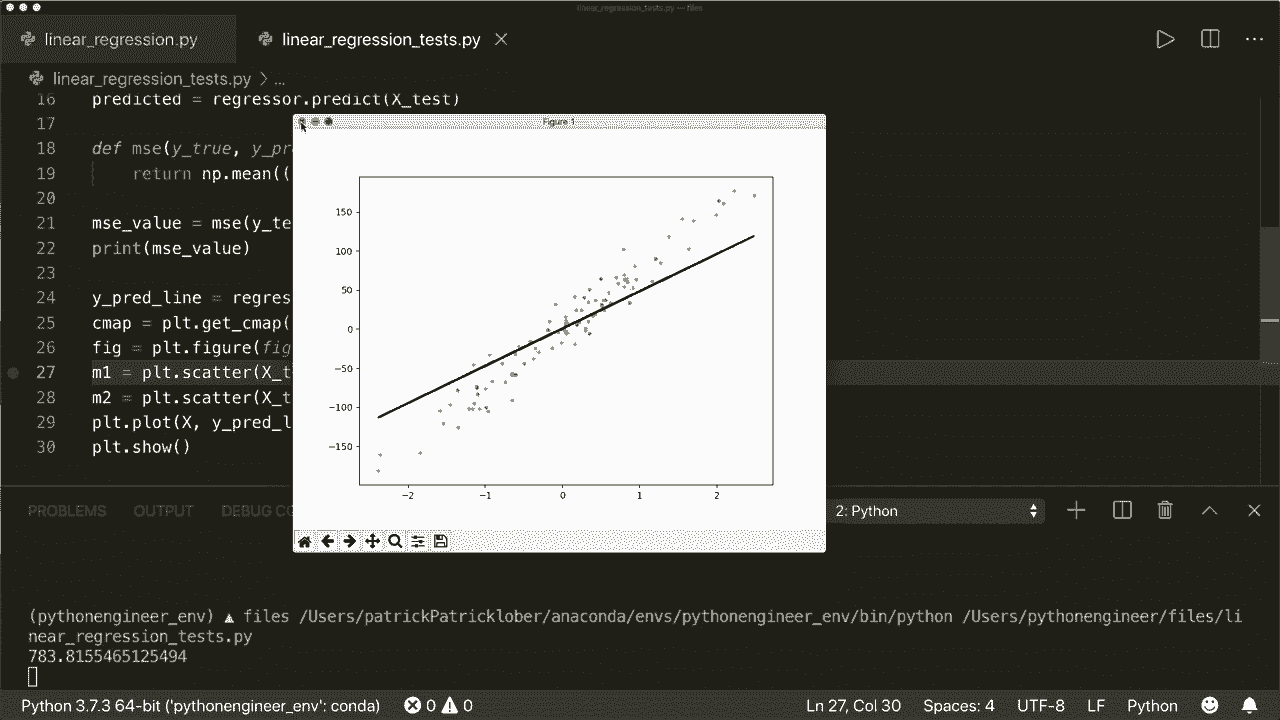 linear_regression_tests.py — files
linear_regression.py
linear_regression_tests.py
linear_regression_tests.py > ...
16 predicted = regressor.predict(X_test)
17
18 def mse(y_true, y_pr
19 return np.mean((
20
21 mse_value = mse(y_te
22 print(mse_value)
23
24 y_pred_line = regres
25 cmap = plt.get_cmap(
26 fig = plt.figure(fig
27 m1 = plt.scatter(X_t
28 m2 = plt.scatter(X_t
29 plt.plot(X, y_pred_l
30 plt.show()
Figure 1
150
100
50
0
−50
−100
−150
−2 −1 0 1 2
PROBLEMS OUTPUT DEBUG CO 2: Python
(pythonengineer_env) ▲ files /Users/patrickPatricklober/anaconda/envs/pythonengineer_env/bin/python /Users/pythonengineer/files/li
near_regression_tests.py
783.8155465125494
Python 3.7.3 64-bit ('pythonengineer_env': conda) 0 0 Ln 27, Col 30 Spaces: 4 UTF-8 LF Python